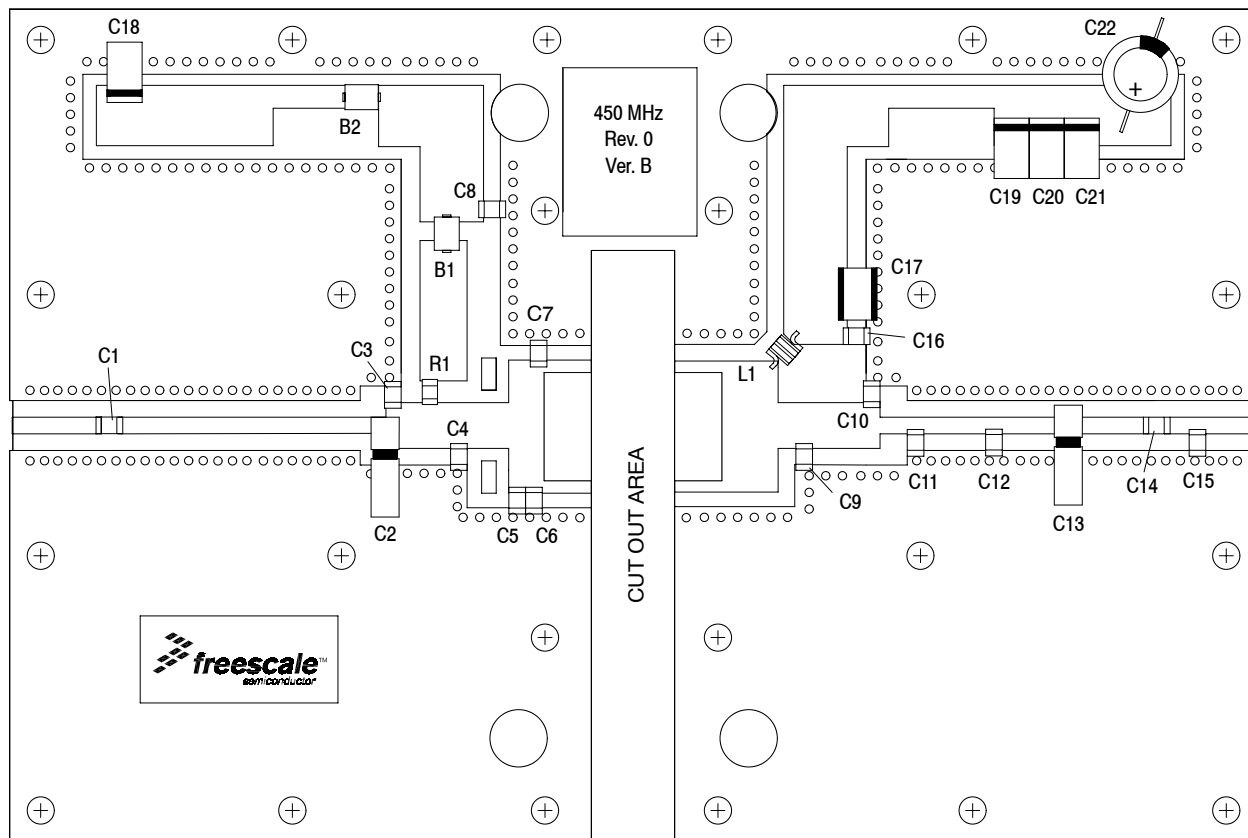 C18
C22
B2
450 MHz
Rev. 0
Ver. B
C8
C19 C20 C21
B1
C17
C7
C3
R1
C16
C1
L1
C10
C4
C11 C12
C14 C15
C9
C2
C5 C6
C13
CUT OUT AREA
freescale™
semiconductor